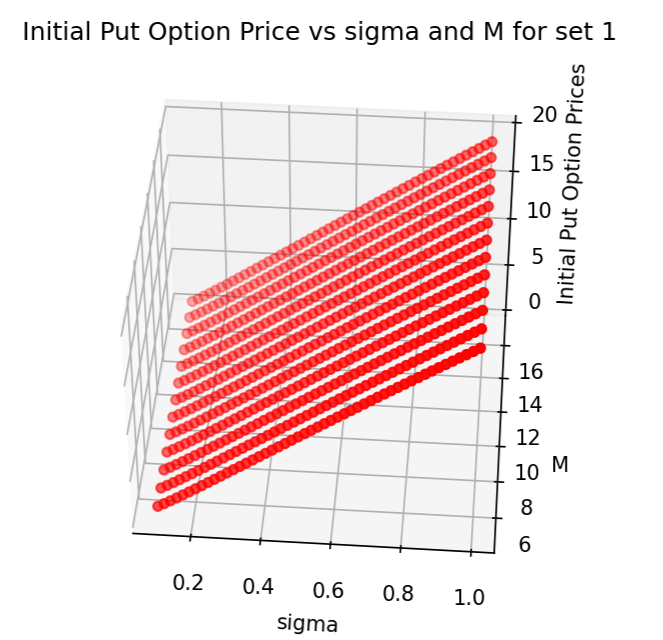 Initial Put Option Price vs sigma and M for set 1
20
15
10
5
0
Initial Put Option Prices
16
14
12
10
8
6
M
0.2 0.4 0.6 0.8 1.0
sigma